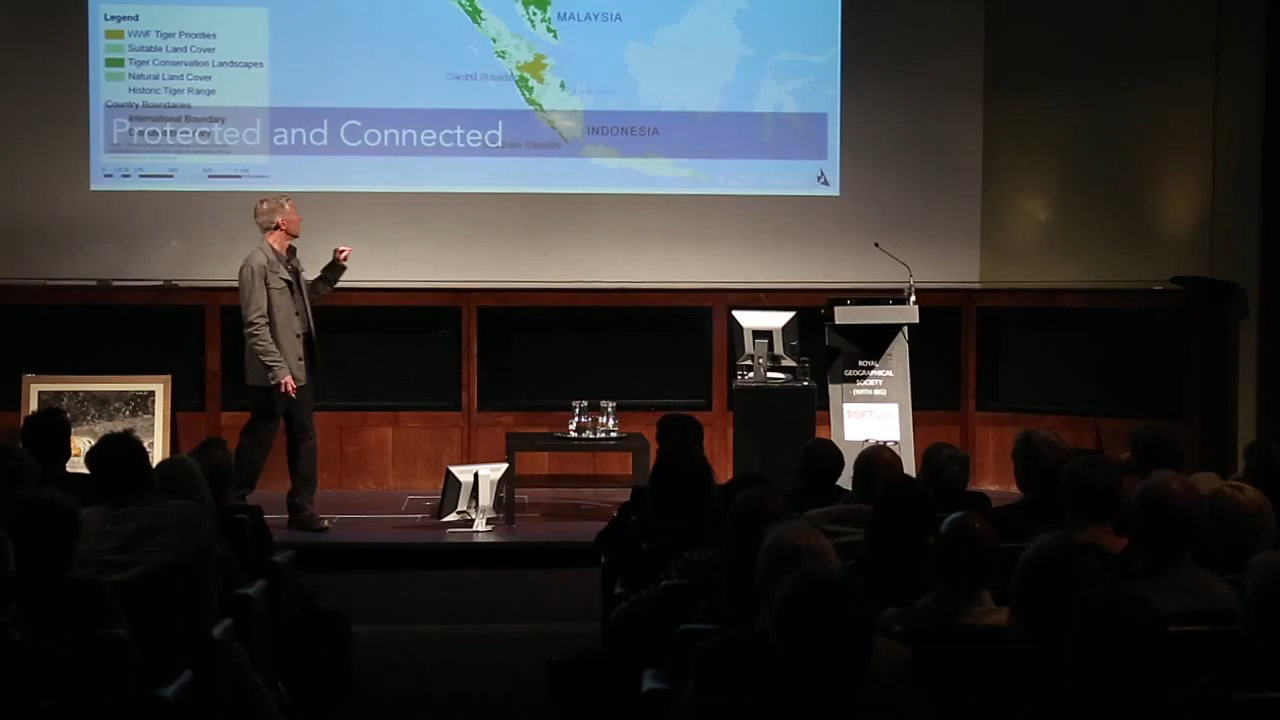 Legend
WWF Tiger Priorities
Suitable Land Cover
Tiger Conservation Landscapes
Natural Land Cover
Historic Tiger Range
Country Boundaries
International Boundary
MALAYSIA
INDONESIA
Protected and Connected
ROYAL
GEOGRAPHICAL
SOCIETY
(WITH IBG)
TOFT